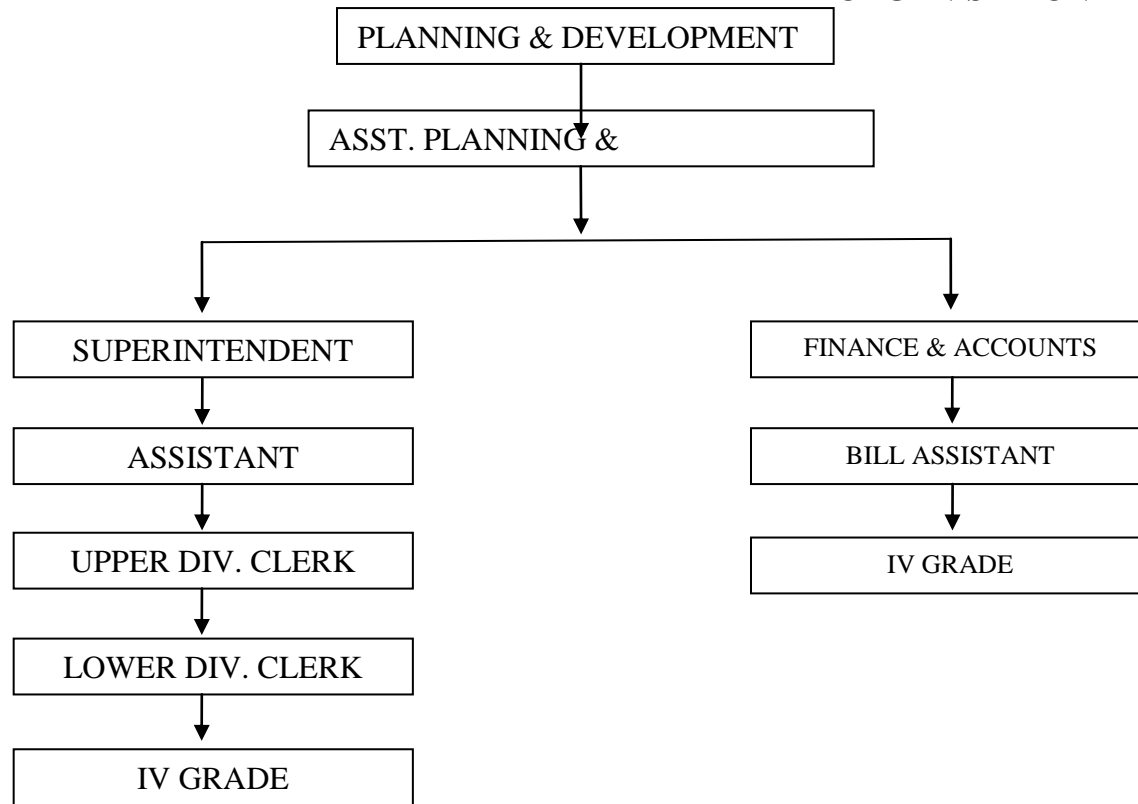 PLANNING & DEVELOPMENT
ASST. PLANNING &
SUPERINTENDENT
FINANCE & ACCOUNTS
ASSISTANT
BILL ASSISTANT
UPPER DIV. CLERK
IV GRADE
LOWER DIV. CLERK
IV GRADE